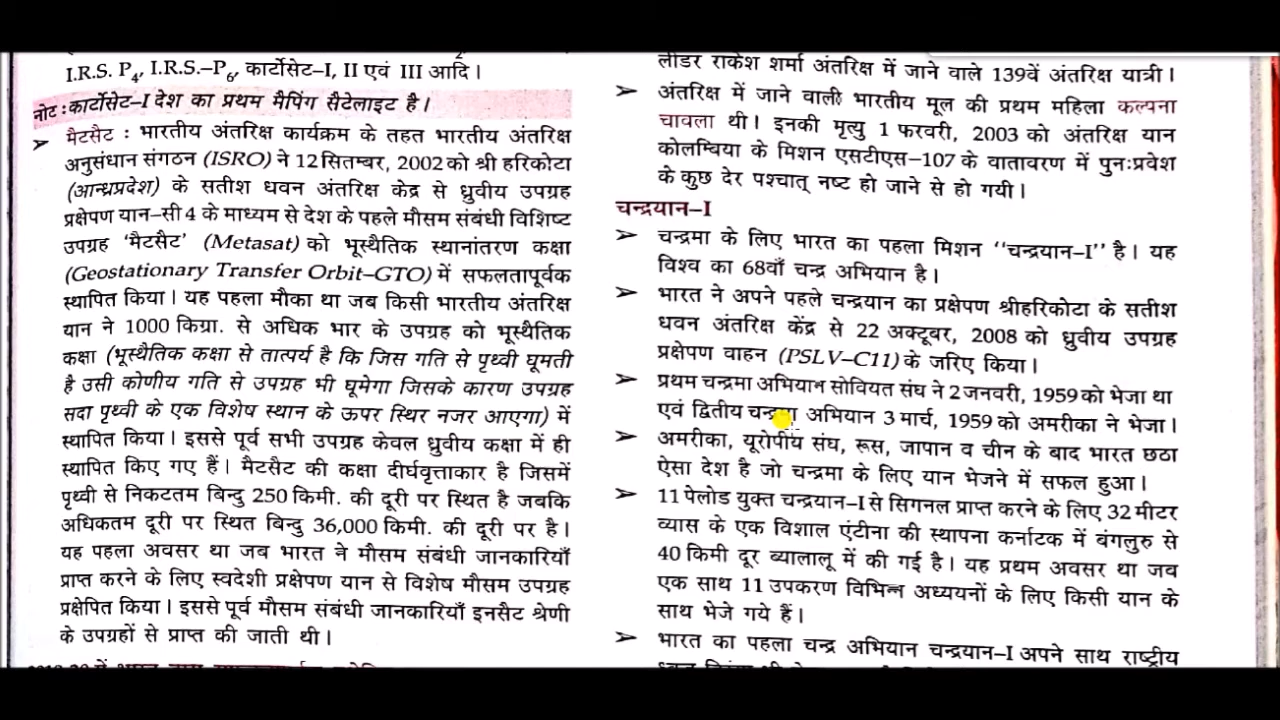 I.R.S. P4, I.R.S.–P6, कार्टोसेट–I, II एवं III आदि।
नोट : कार्टोसेट–I देश का प्रथम मैपिंग सैटेलाइट है।
➢ मैटसैट : भारतीय अंतरिक्ष कार्यक्रम के तहत भारतीय अंतरिक्ष
अनुसंधान संगठन (ISRO) ने 12 सितम्बर, 2002 को श्री हरिकोटा
(आन्ध्रप्रदेश) के सतीश धवन अंतरिक्ष केंद्र से ध्रुवीय उपग्रह
प्रक्षेपण यान–सी 4 के माध्यम से देश के पहले मौसम संबंधी विशिष्ट
उपग्रह ‘मैटसैट’ (Metasat) को भूस्थैतिक स्थानांतरण कक्षा
(Geostationary Transfer Orbit–GTO) में सफलतापूर्वक
स्थापित किया। यह पहला मौका था जब किसी भारतीय अंतरिक्ष
यान ने 1000 किग्रा. से अधिक भार के उपग्रह को भूस्थैतिक
कक्षा (भूस्थैतिक कक्षा से तात्पर्य है कि जिस गति से पृथ्वी घूमती
है उसी कोणीय गति से उपग्रह भी घूमेगा जिसके कारण उपग्रह
सदा पृथ्वी के एक विशेष स्थान के ऊपर स्थिर नजर आएगा) में
स्थापित किया। इससे पूर्व सभी उपग्रह केवल ध्रुवीय कक्षा में ही
स्थापित किए गए हैं। मैटसैट की कक्षा दीर्घवृत्ताकार है जिसमें
पृथ्वी से निकटतम बिन्दु 250 किमी. की दूरी पर स्थित है जबकि
अधिकतम दूरी पर स्थित बिन्दु 36,000 किमी. की दूरी पर है।
यह पहला अवसर था जब भारत ने मौसम संबंधी जानकारियाँ
प्राप्त करने के लिए स्वदेशी प्रक्षेपण यान से विशेष मौसम उपग्रह
प्रक्षेपित किया। इससे पूर्व मौसम संबंधी जानकारियाँ इनसैट श्रेणी
के उपग्रहों से प्राप्त की जाती थी।
लीडर राकेश शर्मा अंतरिक्ष में जाने वाले 139वें अंतरिक्ष यात्री।
➢ अंतरिक्ष में जाने वाली भारतीय मूल की प्रथम महिला कल्पना
चावला थी। इनकी मृत्यु 1 फरवरी, 2003 को अंतरिक्ष यान
कोलम्विया के मिशन एसटीएस–107 के वातावरण में पुनःप्रवेश
के कुछ देर पश्चात् नष्ट हो जाने से हो गयी।
चन्द्रयान–I
➢ चन्द्रमा के लिए भारत का पहला मिशन ‘‘चन्द्रयान–I’’ है। यह
विश्व का 68वाँ चन्द्र अभियान है।
➢ भारत ने अपने पहले चन्द्रयान का प्रक्षेपण श्रीहरिकोटा के सतीश
धवन अंतरिक्ष केंद्र से 22 अक्टूबर, 2008 को ध्रुवीय उपग्रह
प्रक्षेपण वाहन (PSLV–C11) के जरिए किया।
➢ प्रथम चन्द्रमा अभियान सोवियत संघ ने 2 जनवरी, 1959 को भेजा था
एवं द्वितीय चन्द्रमा अभियान 3 मार्च, 1959 को अमरीका ने भेजा।
➢ अमरीका, यूरोपीय संघ, रूस, जापान व चीन के बाद भारत छठा
ऐसा देश है जो चन्द्रमा के लिए यान भेजने में सफल हुआ।
➢ 11 पेलोड युक्त चन्द्रयान–I से सिगनल प्राप्त करने के लिए 32 मीटर
व्यास के एक विशाल एंटीना की स्थापना कर्नाटक में बंगलुरु से
40 किमी दूर ब्यालालू में की गई है। यह प्रथम अवसर था जब
एक साथ 11 उपकरण विभिन्न अध्ययनों के लिए किसी यान के
साथ भेजे गये हैं।
➢ भारत का पहला चन्द्र अभियान चन्द्रयान–I अपने साथ राष्ट्रीय